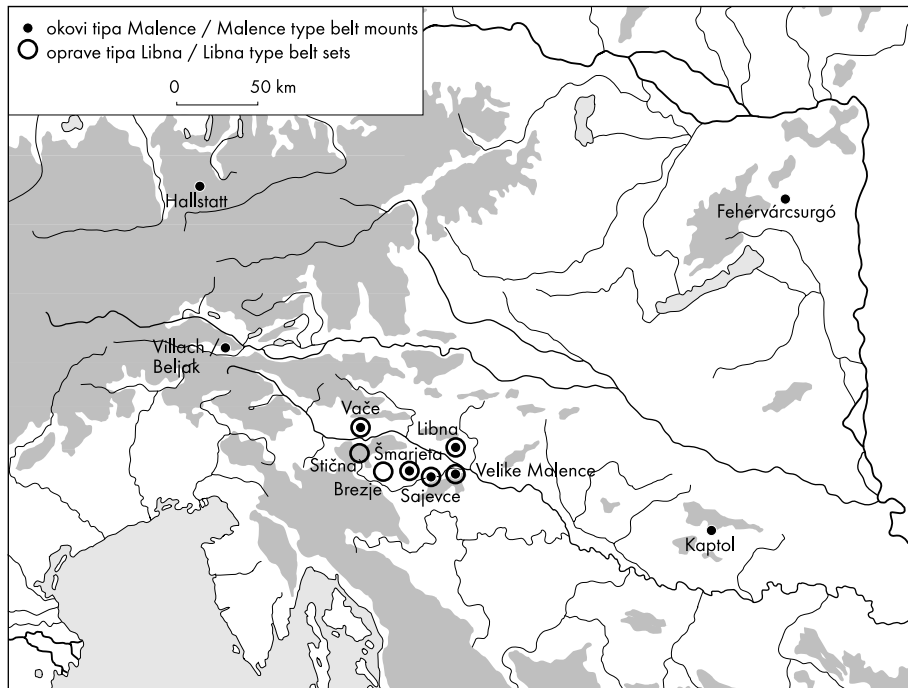 okovi tipa Malence / Malence type belt mounts
oprave tipa Libna / Libna type belt sets
0 50 km
Hallstatt
Fehérvárcsurgó
Villach /
Beljak
Vače
Libna
Šmarjeta
Stična
Velike Malence
Brezje
Sajevce
Kaptol